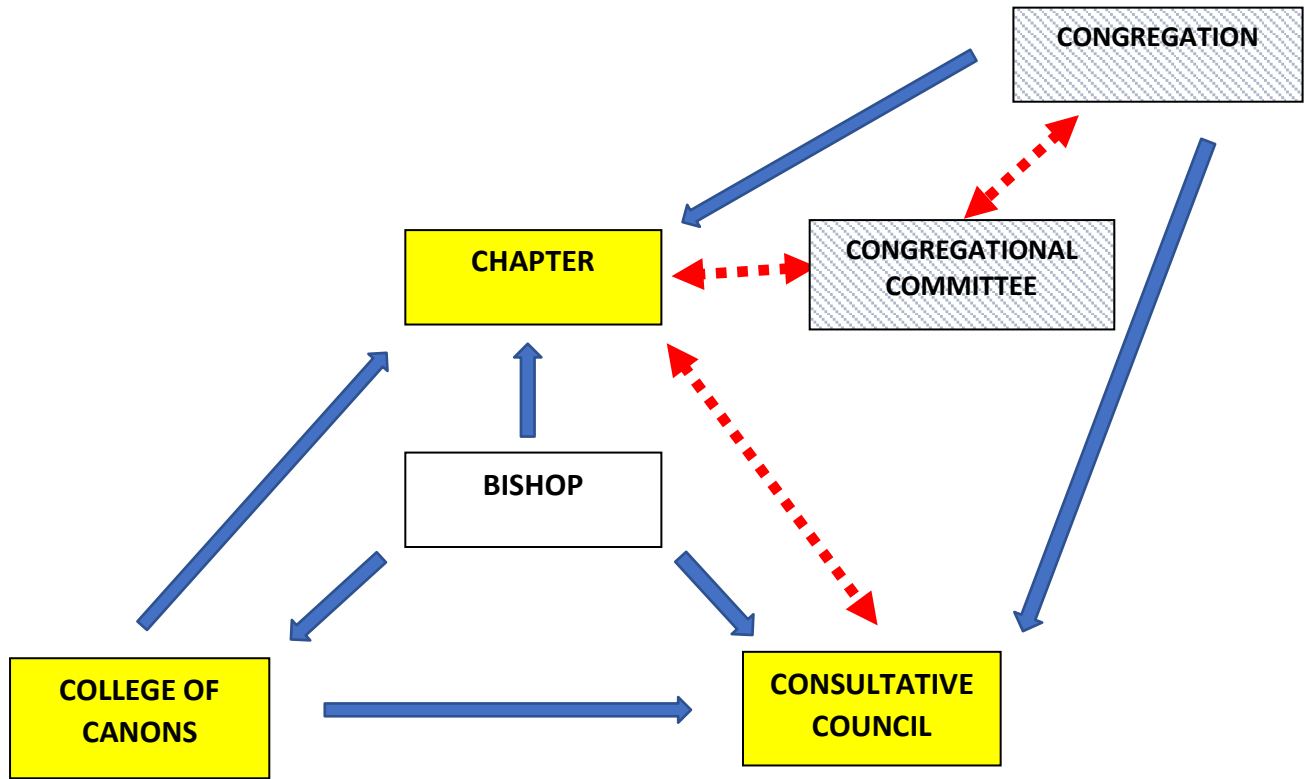 CONGREGATION
CONGREGATIONAL
COMMITTEE
CHAPTER
BISHOP
COLLEGE OF
CANONS
CONSULTATIVE
COUNCIL